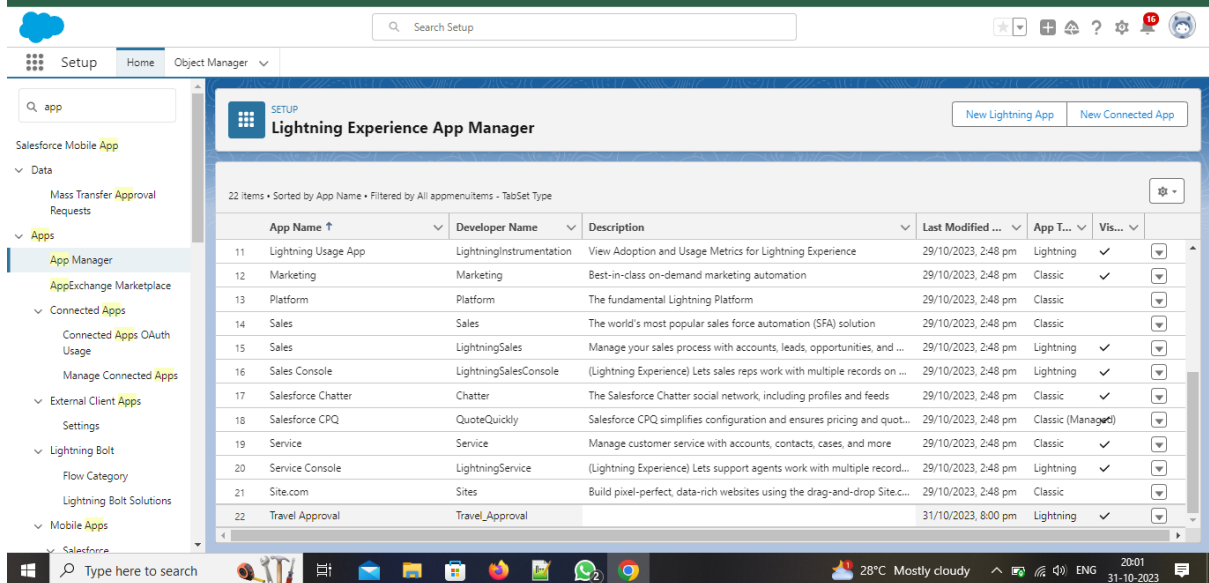 Search Setup
16
Setup
Home
Object Manager
app
Salesforce Mobile App
Data
Mass Transfer Approval
Requests
Apps
App Manager
AppExchange Marketplace
Connected Apps
Connected Apps OAuth
Usage
Manage Connected Apps
External Client Apps
Settings
Lightning Bolt
Flow Category
Lightning Bolt Solutions
Mobile Apps
Salesforce
SETUP
Lightning Experience App Manager
New Lightning App
New Connected App
22 items • Sorted by App Name • Filtered by All appmenuitems - TabSet Type
App Name ↑ Developer Name Description Last Modified ... App T... Vis...
11 Lightning Usage App LightningInstrumentation View Adoption and Usage Metrics for Lightning Experience 29/10/2023, 2:48 pm Lightning ✓
12 Marketing Marketing Best-in-class on-demand marketing automation 29/10/2023, 2:48 pm Classic ✓
13 Platform Platform The fundamental Lightning Platform 29/10/2023, 2:48 pm Classic
14 Sales Sales The world's most popular sales force automation (SFA) solution 29/10/2023, 2:48 pm Classic
15 Sales LightningSales Manage your sales process with accounts, leads, opportunities, and ... 29/10/2023, 2:48 pm Lightning ✓
16 Sales Console LightningSalesConsole (Lightning Experience) Lets sales reps work with multiple records on ... 29/10/2023, 2:48 pm Lightning ✓
17 Salesforce Chatter Chatter The Salesforce Chatter social network, including profiles and feeds 29/10/2023, 2:48 pm Classic ✓
18 Salesforce CPQ QuoteQuickly Salesforce CPQ simplifies configuration and ensures pricing and quot... 29/10/2023, 2:48 pm Classic (Managed) ✓
19 Service Service Manage customer service with accounts, contacts, cases, and more 29/10/2023, 2:48 pm Classic ✓
20 Service Console LightningService (Lightning Experience) Lets support agents work with multiple record... 29/10/2023, 2:48 pm Lightning ✓
21 Site.com Sites Build pixel-perfect, data-rich websites using the drag-and-drop Site.c... 29/10/2023, 2:48 pm Classic
22 Travel Approval Travel_Approval 31/10/2023, 8:00 pm Lightning ✓
Type here to search
2
28°C Mostly cloudy
ENG
20:01
31-10-2023